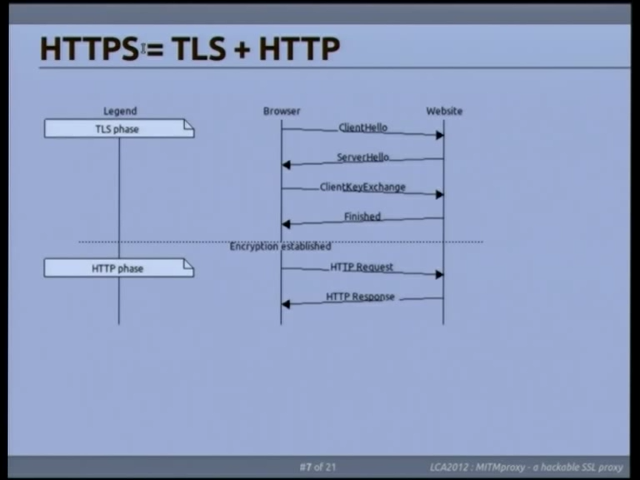 HTTPS = TLS + HTTP
Legend
Browser
Website
TLS phase
ClientHello
ServerHello
ClientKeyExchange
Finished
Encryption established
HTTP phase
HTTP Request
HTTP Response
#7 of 21
LCA2012 : MITMproxy - a hackable SSL proxy